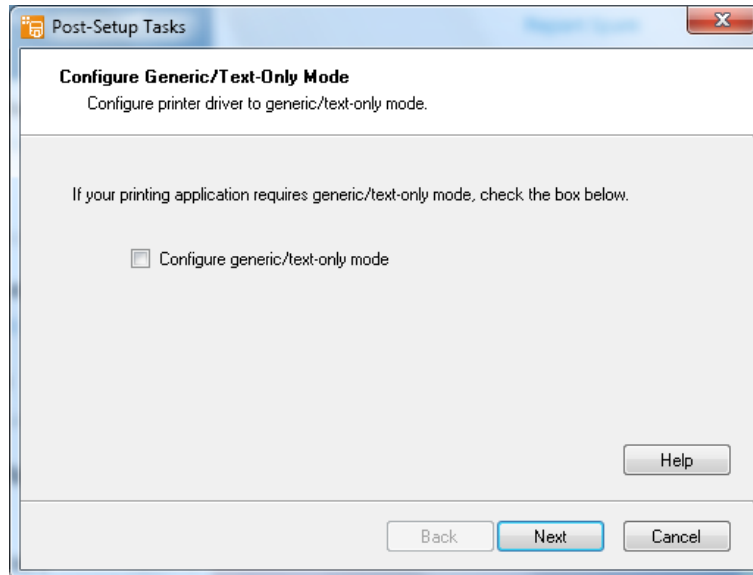 Post-Setup Tasks
Configure Generic/Text-Only Mode
Configure printer driver to generic/text-only mode.
If your printing application requires generic/text-only mode, check the box below.
Configure generic/text-only mode
Help
Back Next Cancel